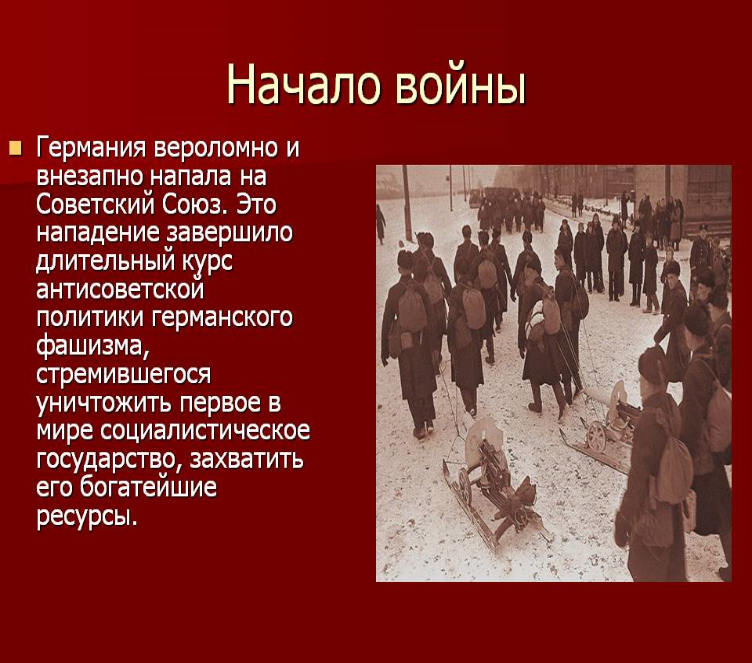 Начало войны
Германия вероломно и
внезапно напала на
Советский Союз. Это
нападение завершило
длительный курс
антисоветской
политики германского
фашизма,
стремившегося
уничтожить первое в
мире социалистическое
государство, захватить
его богатейшие
ресурсы.